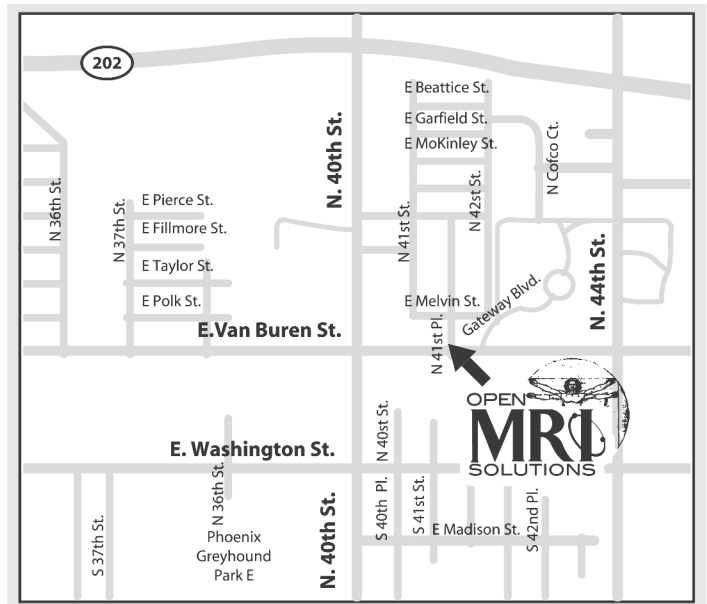 202
E Beattice St.
E Garfield St.
E MoKinley St.
N. 40th St.
N Cofco Ct.
N 36th St.
N 37th St.
E Pierce St.
E Fillmore St.
E Taylor St.
E Polk St.
N 41st St.
N 42st St.
E Melvin St.
Gateway Blvd.
N. 44th St.
E.Van Buren St.
N 41st Pl.
OPEN
MRI
SOLUTIONS
E. Washington St.
N 40st St.
N 36th St.
S 37th St.
Phoenix
Greyhound
Park E
N. 40th St.
S 40th Pl.
S 41st St.
E Madison St.
S 42nd Pl.